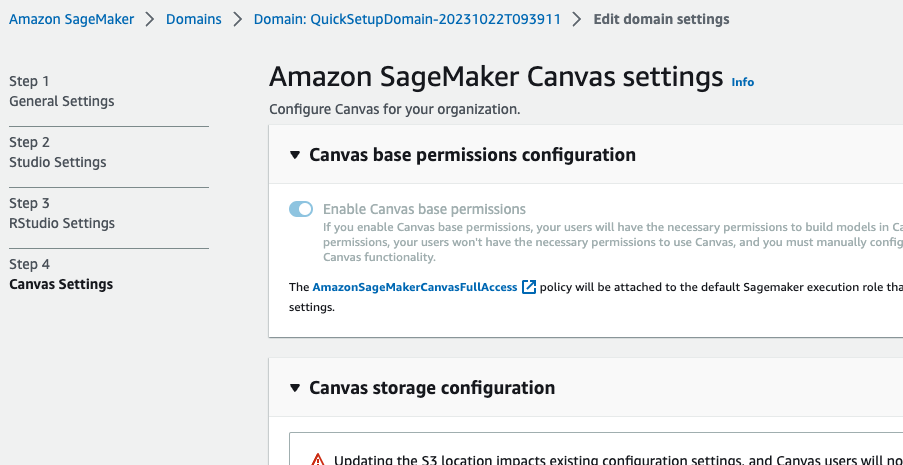 Amazon SageMaker > Domains > Domain: QuickSetupDomain-20231022T093911 > Edit domain settings
Step 1
General Settings
Step 2
Studio Settings
Step 3
RStudio Settings
Step 4
Canvas Settings
Amazon SageMaker Canvas settings Info
Configure Canvas for your organization.
Canvas base permissions configuration
Enable Canvas base permissions
If you enable Canvas base permissions, your users will have the necessary permissions to build models in Ca
permissions, your users won't have the necessary permissions to use Canvas, and you must manually config
Canvas functionality.
The AmazonSageMakerCanvasFullAccess policy will be attached to the default Sagemaker execution role tha
settings.
Canvas storage configuration
Updating the S3 location impacts existing configuration settings, and Canvas users will no